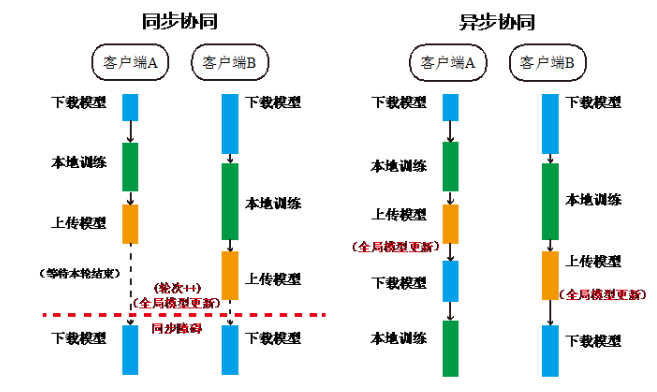 同步协同
客户端A
客户端B
下载模型
下载模型
本地训练
本地训练
上传模型
上传模型
（等待本轮结束）
（轮次++）
（全局模型更新）
同步障碍
下载模型
下载模型
异步协同
客户端A
客户端B
下载模型
下载模型
本地训练
本地训练
上传模型
（全局模型更新）
上传模型
（全局模型更新）
下载模型
本地训练
下载模型